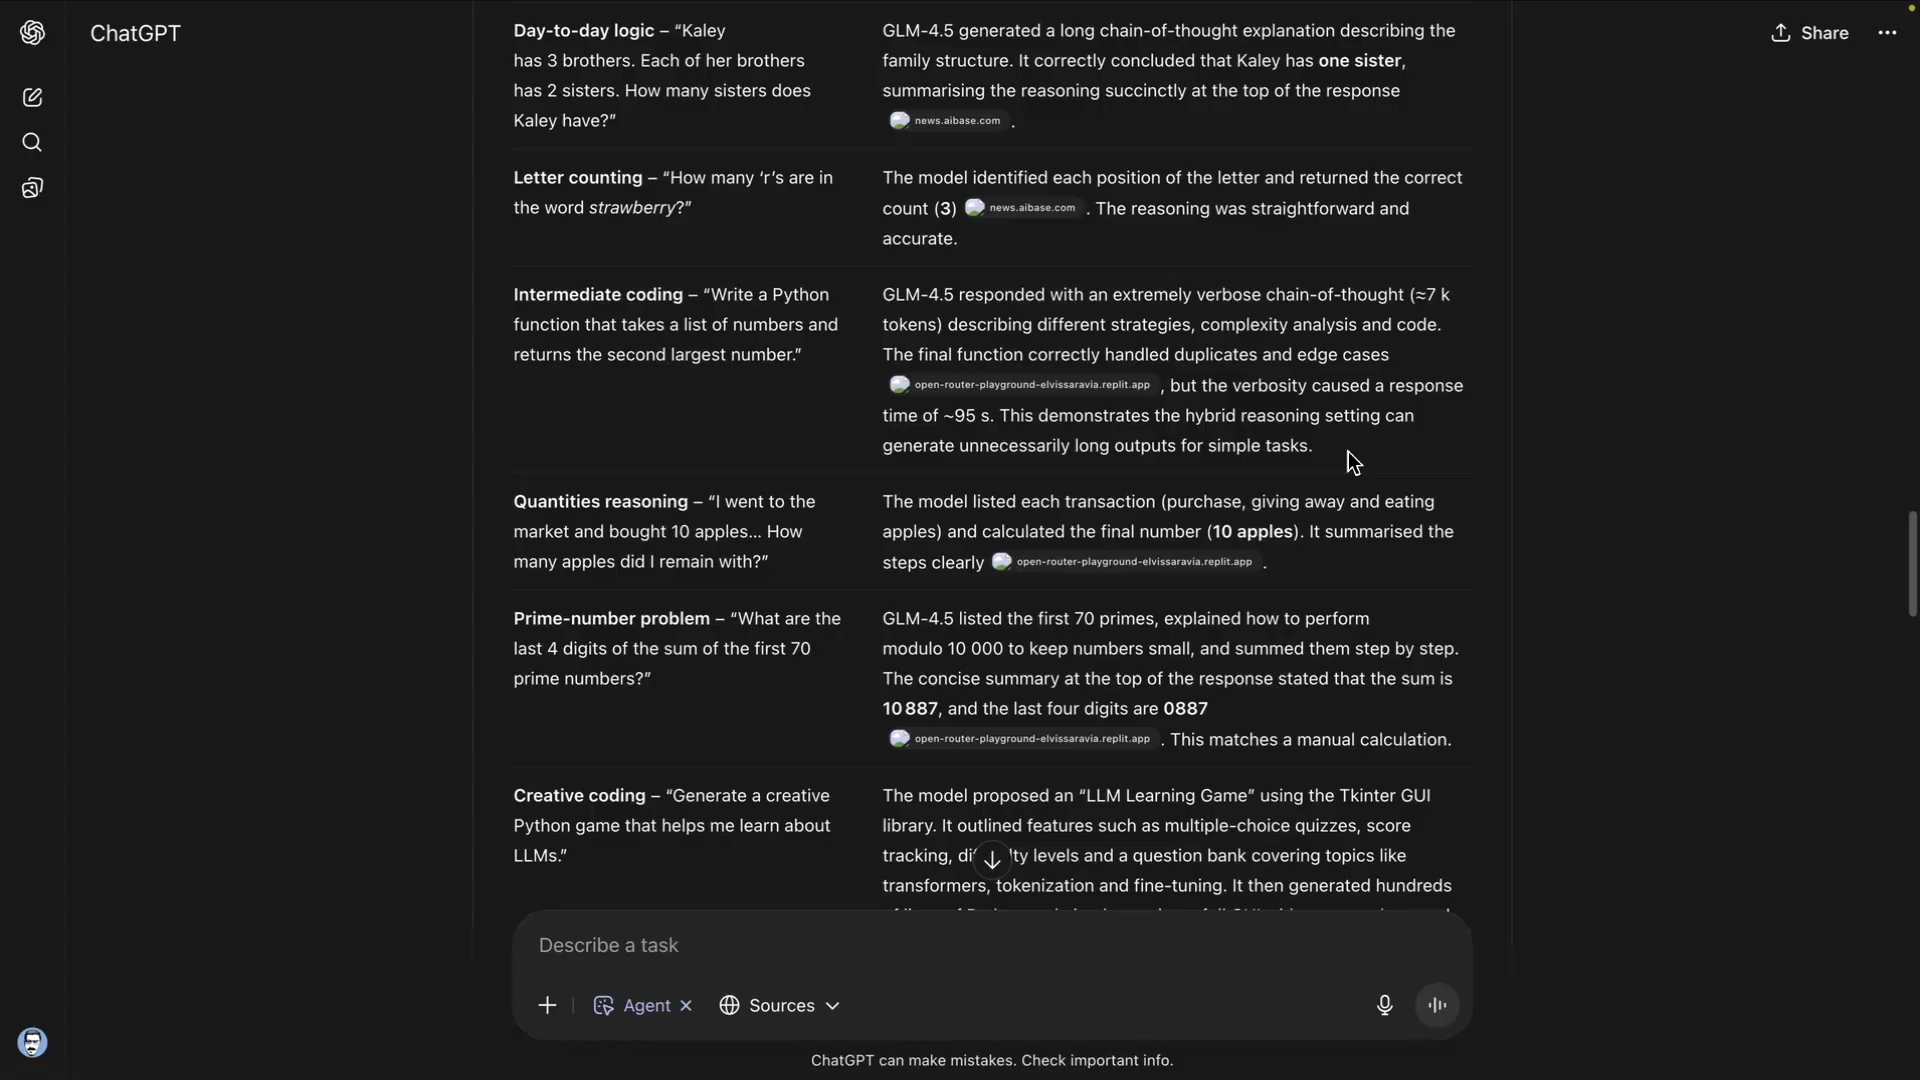 ChatGPT
Share
Day-to-day logic – “Kaley
has 3 brothers. Each of her brothers
has 2 sisters. How many sisters does
Kaley have?”
GLM-4.5 generated a long chain-of-thought explanation describing the
family structure. It correctly concluded that Kaley has one sister,
summarising the reasoning succinctly at the top of the response
news.aibase.com .
Letter counting – “How many ‘r’s are in
the word strawberry?”
The model identified each position of the letter and returned the correct
count (3) news.aibase.com . The reasoning was straightforward and
accurate.
Intermediate coding – “Write a Python
function that takes a list of numbers and
returns the second largest number.”
GLM-4.5 responded with an extremely verbose chain-of-thought (≈7 k
tokens) describing different strategies, complexity analysis and code.
The final function correctly handled duplicates and edge cases
open-router-playground-elvissaravia.replit.app , but the verbosity caused a response
time of ~95 s. This demonstrates the hybrid reasoning setting can
generate unnecessarily long outputs for simple tasks.
Quantities reasoning – “I went to the
market and bought 10 apples… How
many apples did I remain with?”
The model listed each transaction (purchase, giving away and eating
apples) and calculated the final number (10 apples). It summarised the
steps clearly open-router-playground-elvissaravia.replit.app .
Prime-number problem – “What are the
last 4 digits of the sum of the first 70
prime numbers?”
GLM-4.5 listed the first 70 primes, explained how to perform
modulo 10 000 to keep numbers small, and summed them step by step.
The concise summary at the top of the response stated that the sum is
10 887, and the last four digits are 0887
open-router-playground-elvissaravia.replit.app . This matches a manual calculation.
Creative coding – “Generate a creative
Python game that helps me learn about
LLMs.”
The model proposed an “LLM Learning Game” using the Tkinter GUI
library. It outlined features such as multiple-choice quizzes, score
tracking, levels and a question bank covering topics like
transformers, tokenization and fine-tuning. It then generated hundreds
Describe a task
Agent
Sources
ChatGPT can make mistakes. Check important info.